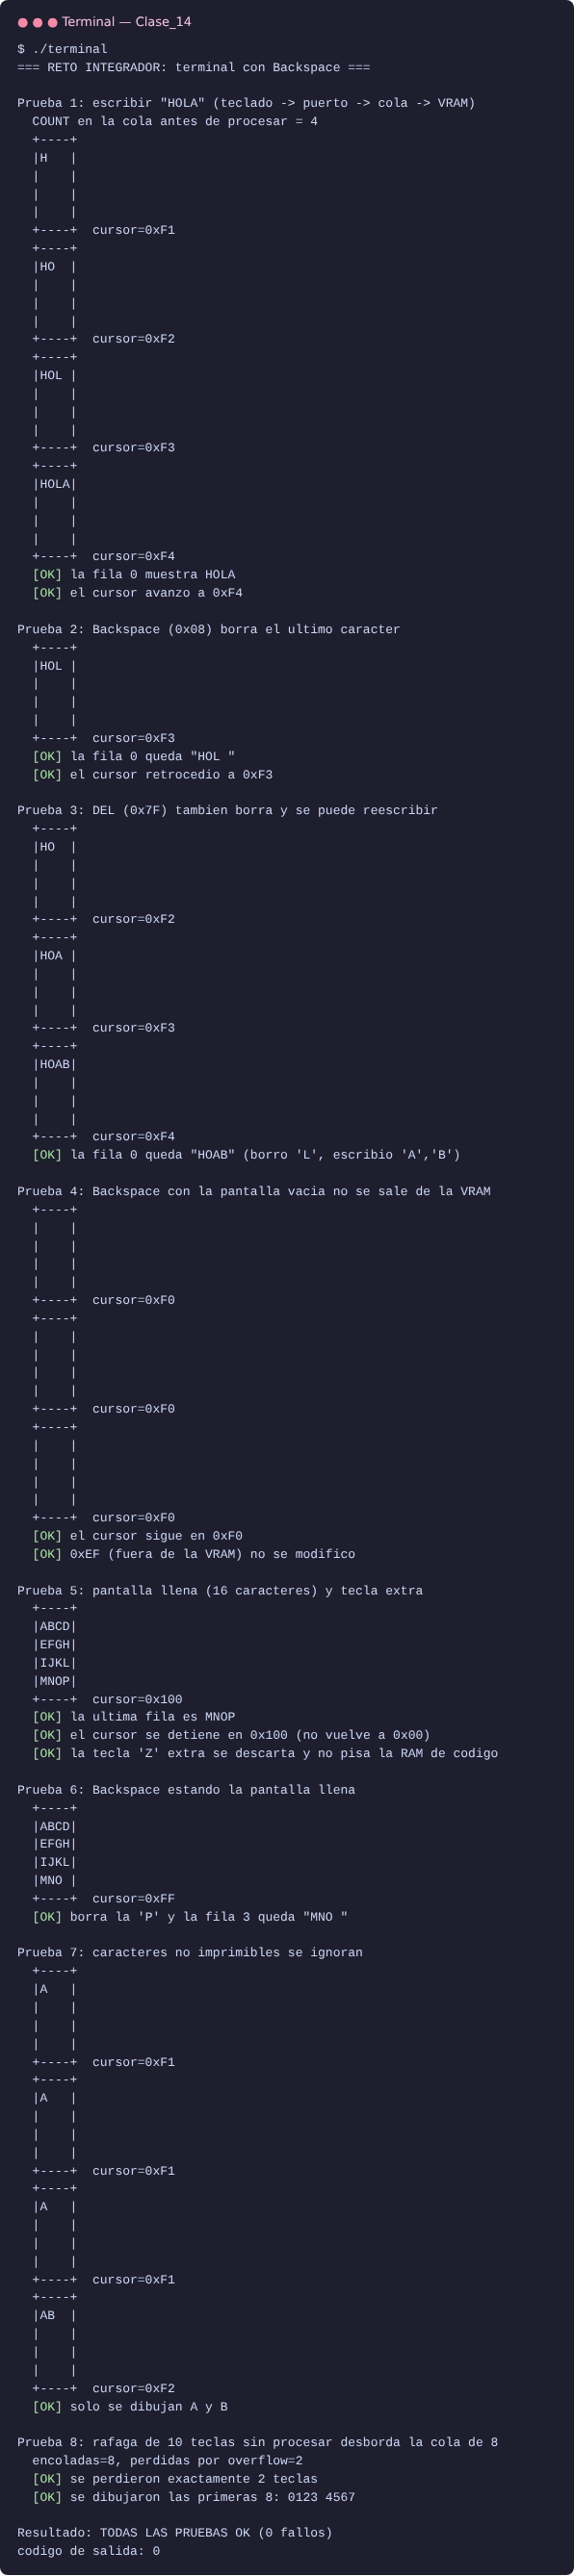 ● ● ● Terminal — Clase_14
$ ./terminal
=== RETO INTEGRADOR: terminal con Backspace ===

Prueba 1: escribir "HOLA" (teclado -> puerto -> cola -> VRAM)
  COUNT en la cola antes de procesar = 4
  +----+
  |H   |
  |    |
  |    |
  |    |
  +----+  cursor=0xF1
  +----+
  |HO  |
  |    |
  |    |
  |    |
  +----+  cursor=0xF2
  +----+
  |HOL |
  |    |
  |    |
  |    |
  +----+  cursor=0xF3
  +----+
  |HOLA|
  |    |
  |    |
  |    |
  +----+  cursor=0xF4
  [OK] la fila 0 muestra HOLA
  [OK] el cursor avanzo a 0xF4

Prueba 2: Backspace (0x08) borra el ultimo caracter
  +----+
  |HOL |
  |    |
  |    |
  |    |
  +----+  cursor=0xF3
  [OK] la fila 0 queda "HOL "
  [OK] el cursor retrocedio a 0xF3

Prueba 3: DEL (0x7F) tambien borra y se puede reescribir
  +----+
  |HO  |
  |    |
  |    |
  |    |
  +----+  cursor=0xF2
  +----+
  |HOA |
  |    |
  |    |
  |    |
  +----+  cursor=0xF3
  +----+
  |HOAB|
  |    |
  |    |
  |    |
  +----+  cursor=0xF4
  [OK] la fila 0 queda "HOAB" (borro 'L', escribio 'A','B')

Prueba 4: Backspace con la pantalla vacia no se sale de la VRAM
  +----+
  |    |
  |    |
  |    |
  |    |
  +----+  cursor=0xF0
  +----+
  |    |
  |    |
  |    |
  |    |
  +----+  cursor=0xF0
  +----+
  |    |
  |    |
  |    |
  |    |
  +----+  cursor=0xF0
  [OK] el cursor sigue en 0xF0
  [OK] 0xEF (fuera de la VRAM) no se modifico

Prueba 5: pantalla llena (16 caracteres) y tecla extra
  +----+
  |ABCD|
  |EFGH|
  |IJKL|
  |MNOP|
  +----+  cursor=0x100
  [OK] la ultima fila es MNOP
  [OK] el cursor se detiene en 0x100 (no vuelve a 0x00)
  [OK] la tecla 'Z' extra se descarta y no pisa la RAM de codigo

Prueba 6: Backspace estando la pantalla llena
  +----+
  |ABCD|
  |EFGH|
  |IJKL|
  |MNO |
  +----+  cursor=0xFF
  [OK] borra la 'P' y la fila 3 queda "MNO "

Prueba 7: caracteres no imprimibles se ignoran
  +----+
  |A   |
  |    |
  |    |
  |    |
  +----+  cursor=0xF1
  +----+
  |A   |
  |    |
  |    |
  |    |
  +----+  cursor=0xF1
  +----+
  |A   |
  |    |
  |    |
  |    |
  +----+  cursor=0xF1
  +----+
  |AB  |
  |    |
  |    |
  |    |
  +----+  cursor=0xF2
  [OK] solo se dibujan A y B

Prueba 8: rafaga de 10 teclas sin procesar desborda la cola de 8
  encoladas=8, perdidas por overflow=2
  [OK] se perdieron exactamente 2 teclas
  [OK] se dibujaron las primeras 8: 0123 4567

Resultado: TODAS LAS PRUEBAS OK (0 fallos)
codigo de salida: 0